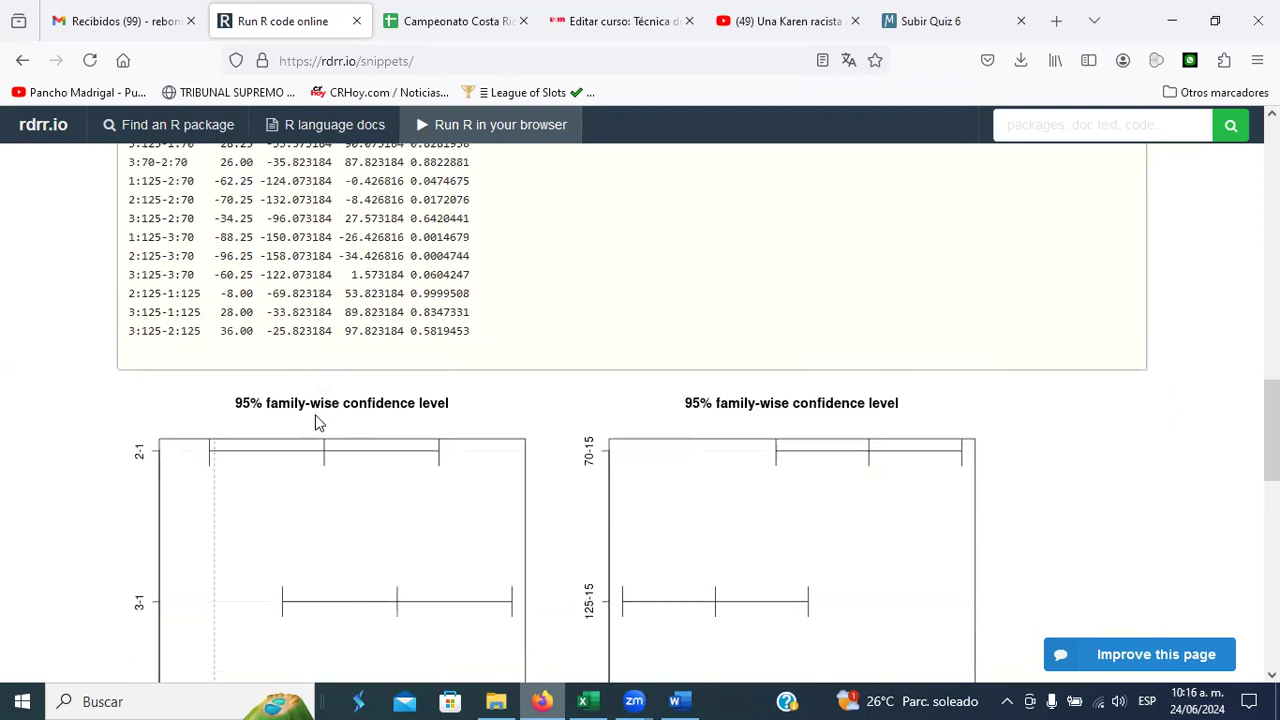 Recibidos (99) - reboni
Run R code online
Campeonato Costa Ric
Editar curso: Técnica de
(49) Una Karen racista
Subir Quiz 6
https://rdrr.io/snippets/
Pancho Madrigal - Pu...
TRIBUNAL SUPREMO ...
CRHoy.com / Noticias...
Ξ League of Slots ✔ ...
Otros marcadores
rdrr.io
Find an R package
R language docs
Run R in your browser
packages, doc text, code...
3:70-2:70 26.00 -35.823184 87.823184 0.8822881
1:125-2:70 -62.25 -124.073184 -0.426816 0.0474675
2:125-2:70 -70.25 -132.073184 -8.426816 0.0172076
3:125-2:70 -34.25 -96.073184 27.573184 0.6420441
1:125-3:70 -88.25 -150.073184 -26.426816 0.0014679
2:125-3:70 -96.25 -158.073184 -34.426816 0.0004744
3:125-3:70 -60.25 -122.073184 1.573184 0.0604247
2:125-1:125 -8.00 -69.823184 53.823184 0.9999508
3:125-1:125 28.00 -33.823184 89.823184 0.8347331
3:125-2:125 36.00 -25.823184 97.823184 0.5819453
95% family-wise confidence level
95% family-wise confidence level
2-1
70-15
3-1
125-15
Improve this page
Buscar
26°C Parc. soleado
ESP
10:16 a. m.
24/06/2024